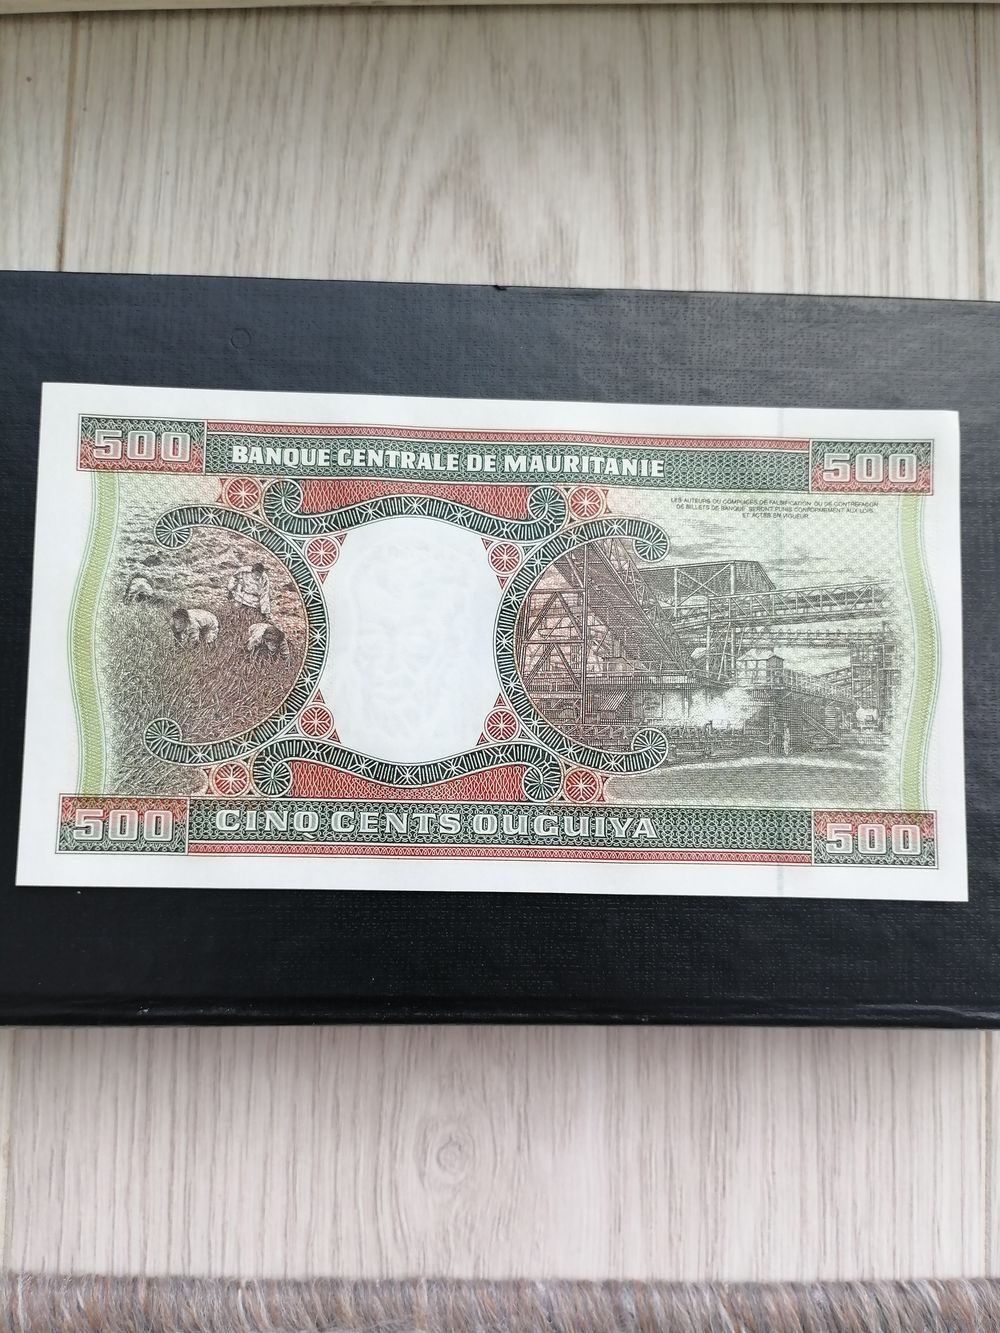 500
BANQUE CENTRALE DE MAURITANIE
500
LES AUTEURS OU COMPLICES DE FALSIFICATION OU DE CONTREFAÇON
DE BILLETS DE BANQUE SERONT PUNIS CONFORMEMENT AUX LOIS
ET ACTES EN VIGUEUR
500
CINQ CENTS OUGUIYA
500